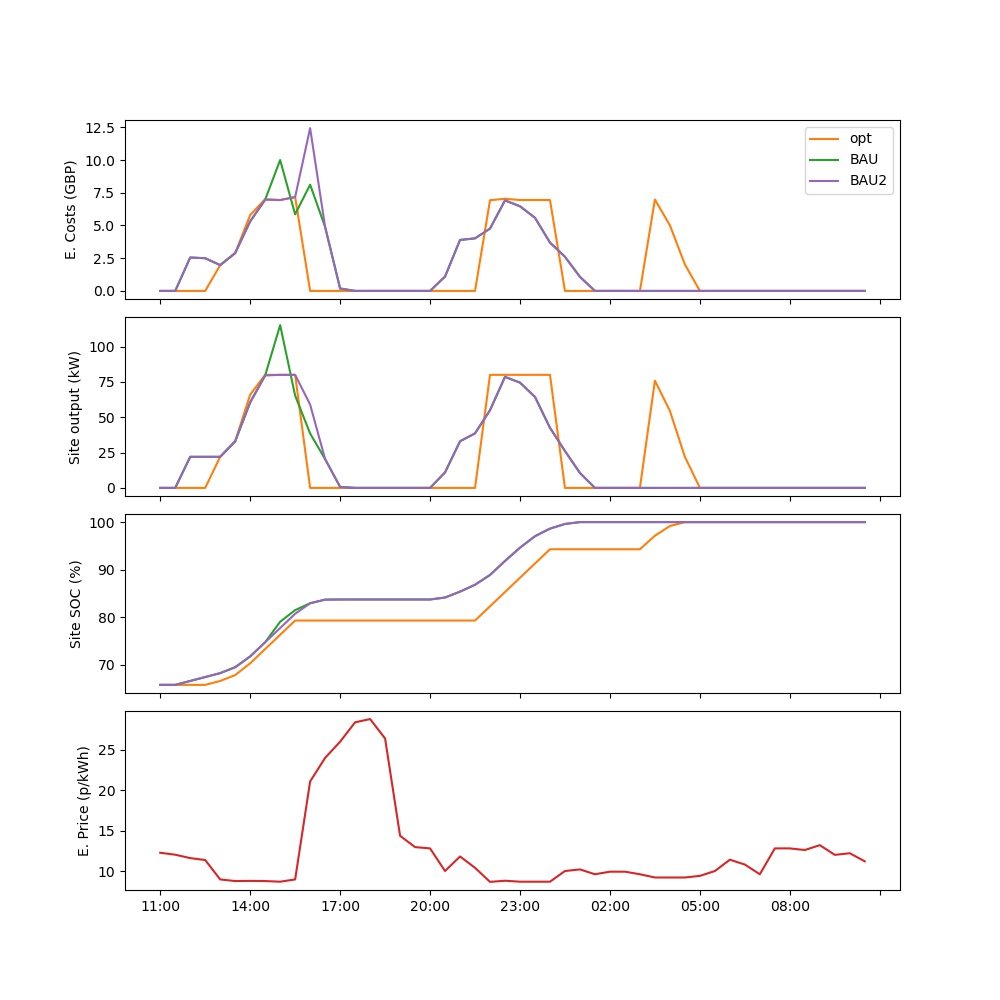 E. Costs (GBP)
12.5
10.0
7.5
5.0
2.5
0.0
opt
BAU
BAU2
Site output (kW)
100
75
50
25
0
Site SOC (%)
100
90
80
70
E. Price (p/kWh)
25
20
15
10
11:00 14:00 17:00 20:00 23:00 02:00 05:00 08:00